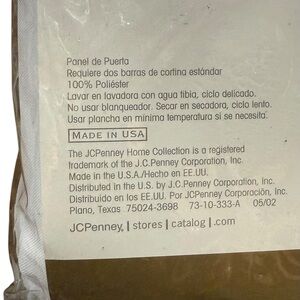 Panel de Puerta
Requiere dos barras de cortina estándar
100% Poliéster
Lavar en lavadora con agua tibia, ciclo delicado.
No usar blanqueador. Secar en secadora, ciclo lento.
Usar plancha en minima temperatura si se necesita.
MADE IN USA
The JCPenney Home Collection is a registered
trademark of the J.C.Penney Corporation, Inc.
Made in the U.S.A./Hecho en EE.UU.
Distributed in the U.S. by J.C.Penney Corporation, Inc.
Distribuido en los EE.UU. Por JCPenney Corporación, Inc.
Plano, Texas 75024-3698 73-10-333-A 05/02
JCPenney, | stores | catalog | .com